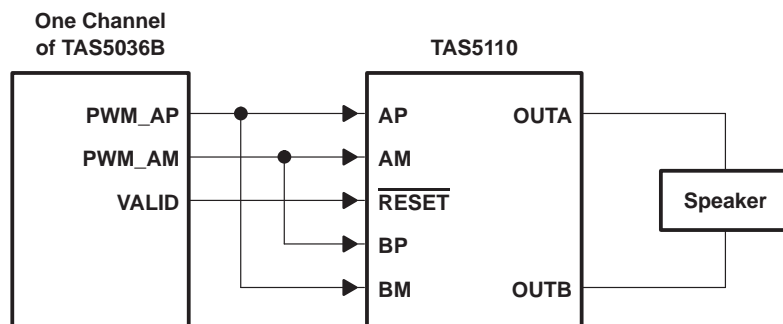 One Channel
of TAS5036B
TAS5110
PWM_AP
AP
OUTA
PWM_AM
AM
VALID
RESET
Speaker
BP
BM
OUTB